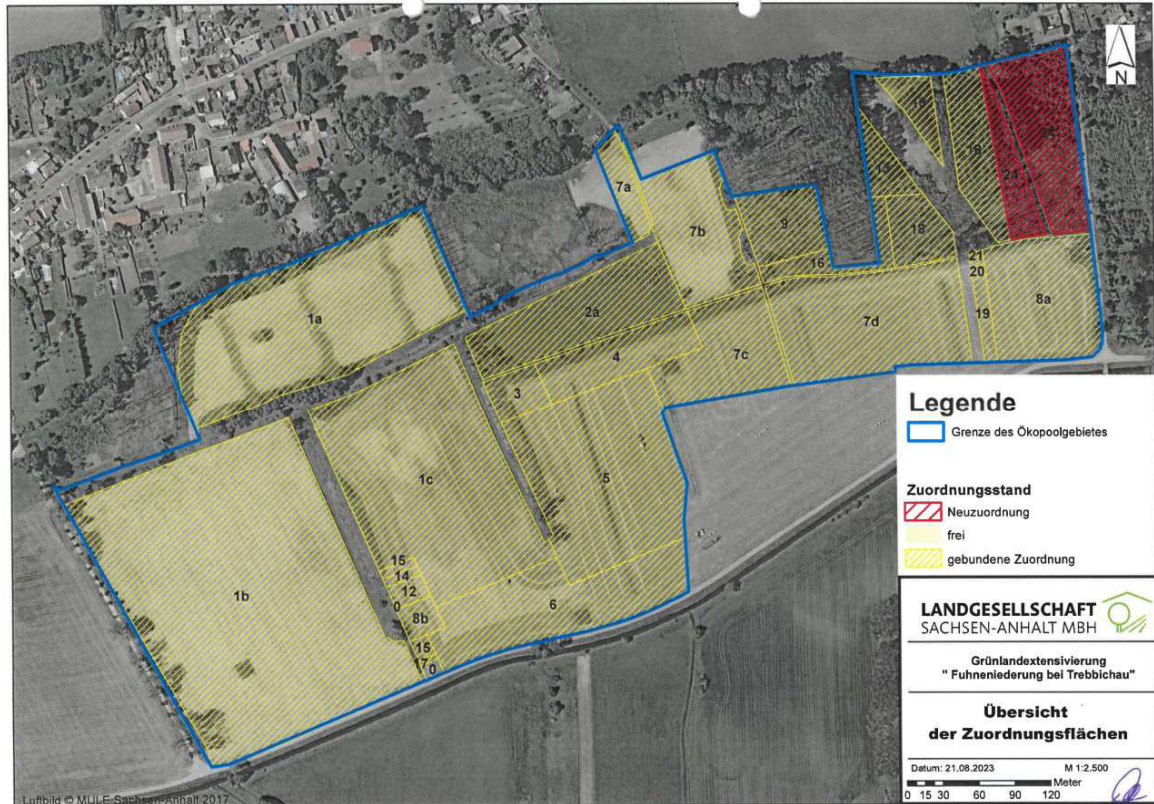 N
7a
7b
9
16
18
18
19
24
21
20
19
8a
7d
7c
1a
2a
4
3
5
1c
1b
15
14
12
0
8b
15
17
0
6
Legende
Grenze des Ökopoolgebietes
Zuordnungsstand
Neuzuordnung
frei
gebundene Zuordnung
LANDGESELLSCHAFT
SACHSEN-ANHALT MBH
Grünlandextensivierung
" Fuhneniederung bei Trebbichau"
Übersicht
der Zuordnungsflächen
Datum: 21.08.2023 M 1:2.500
Meter
0 15 30 60 90 120
Luftbild © MULE Sachsen-Anhalt 2017